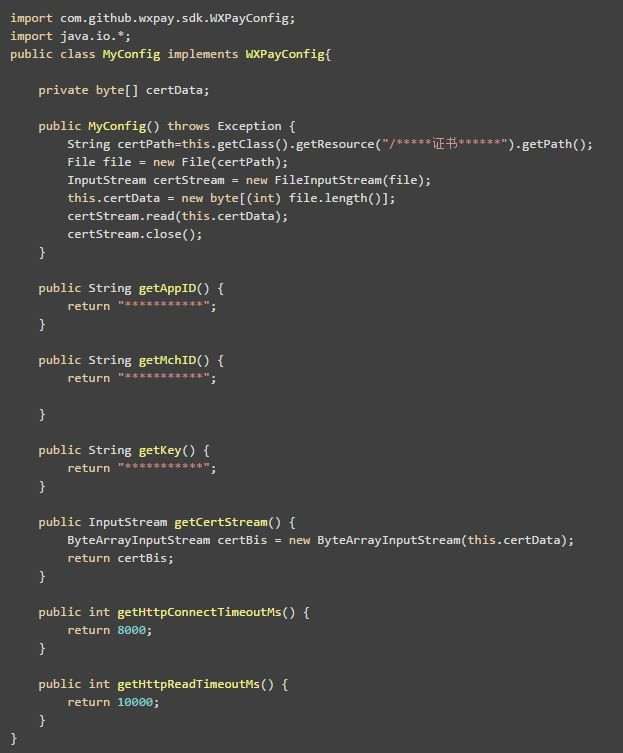 import com.github.wxpay.sdk.WXPayConfig;
import java.io.*;
public class MyConfig implements WXPayConfig{
private byte[] certData;
public MyConfig() throws Exception {
String certPath=this.getClass().getResource("/*****证书******").getPath();
File file = new File(certPath);
InputStream certStream = new FileInputStream(file);
this.certData = new byte[(int) file.length()];
certStream.read(this.certData);
certStream.close();
}
public String getAppID() {
return "***********";
}
public String getMchID() {
return "***********";
}
public String getKey() {
return "***********";
}
public InputStream getCertStream() {
ByteArrayInputStream certBis = new ByteArrayInputStream(this.certData);
return certBis;
}
public int getHttpConnectTimeoutMs() {
return 8000;
}
public int getHttpReadTimeoutMs() {
return 10000;
}
}